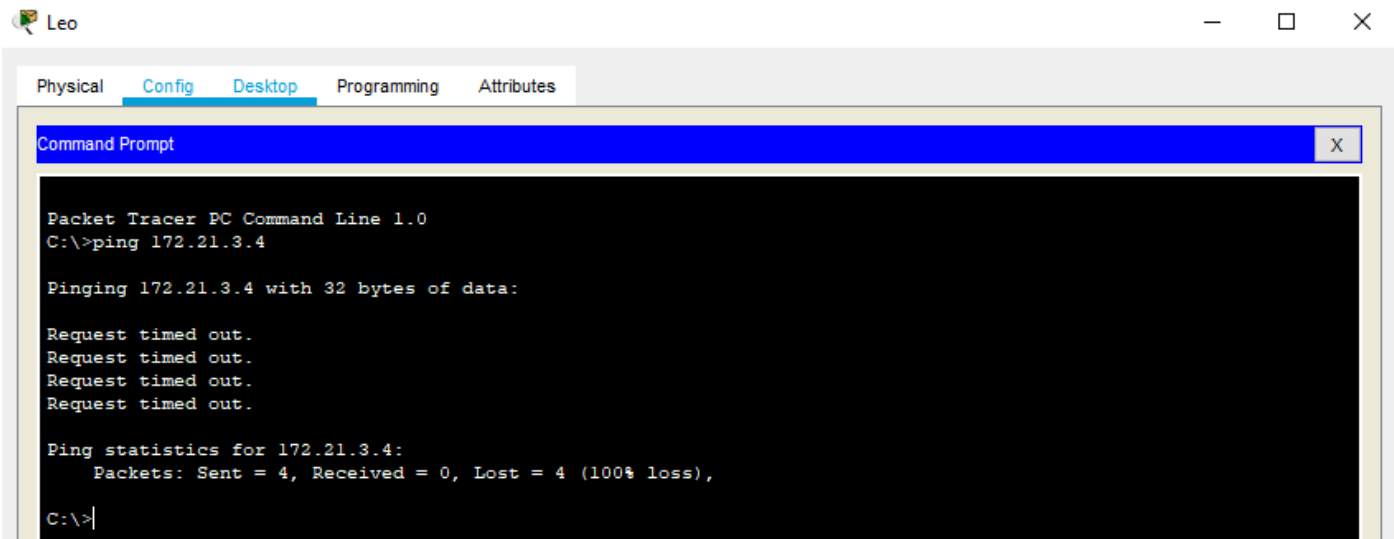 Leo
Physical Config Desktop Programming Attributes
Command Prompt X
Packet Tracer PC Command Line 1.0
C:\>ping 172.21.3.4
Pinging 172.21.3.4 with 32 bytes of data:
Request timed out.
Request timed out.
Request timed out.
Request timed out.
Ping statistics for 172.21.3.4:
Packets: Sent = 4, Received = 0, Lost = 4 (100% loss),
C:\>